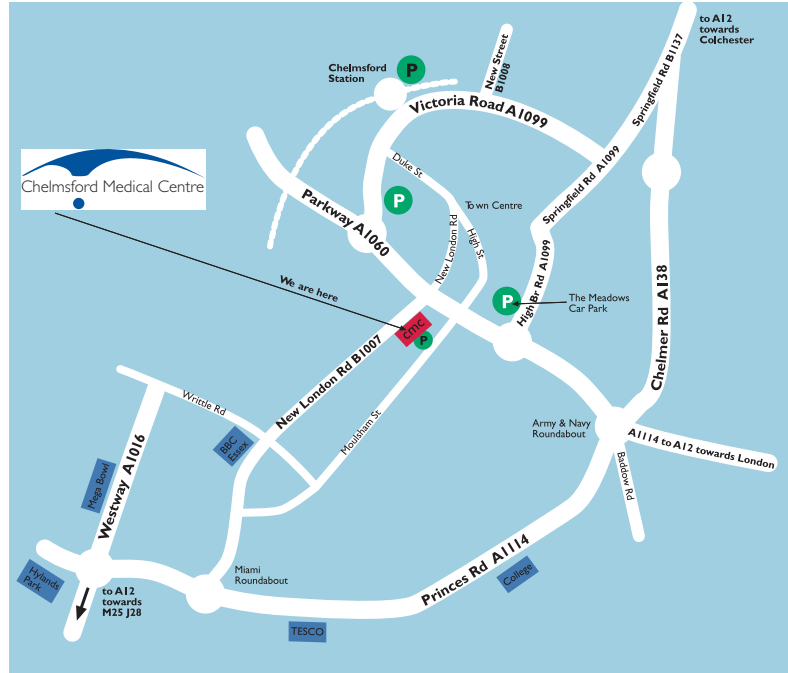 to A12
towards
Colchester
New Street
B1008
Springfield Rd B1137
Chelmsford
Station
P
Victoria Road A1099
Springfield Rd A1099
Duke St
Chelmsford Medical Centre
P
Town Centre
Parkway A1060
New London Rd
High St
High Br Rd A1099
Chelmer Rd A138
We are here
P
The Meadows
Car Park
cmc
P
New London Rd B1007
Writtle Rd
Moulsham St
Army & Navy
Roundabout
A1114 to A12 towards London
Baddow Rd
BBC
Essex
Mega Bowl
Westway A1016
Hylands
Park
Miami
Roundabout
to A12
towards
M25 J28
Princes Rd A1114
College
TESCO